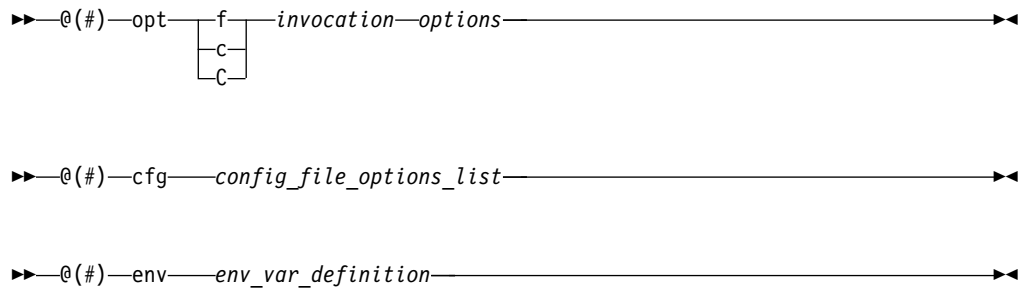 @(#) opt f invocation options
c
C
@(#) cfg config_file_options_list
@(#) env env_var_definition